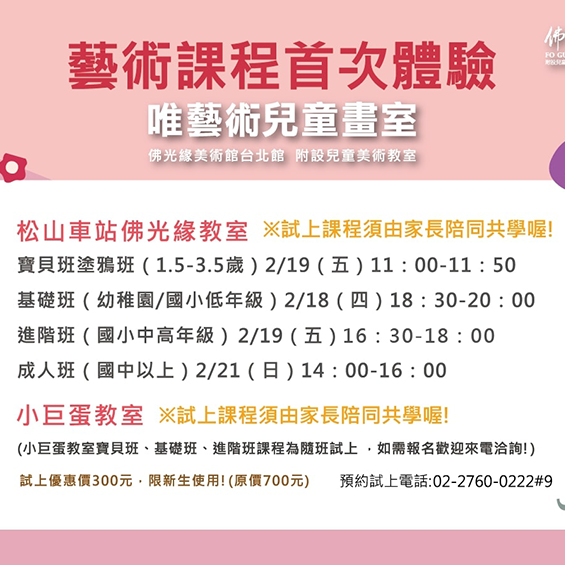 藝術課程首次體驗
唯藝術兒童畫室
佛光緣美術館台北館 附設兒童美術教室
松山車站佛光緣教室 ※試上課程須由家長陪同共學喔!
寶貝班塗鴉班(1.5-3.5歲)2/19(五)11:00-11:50
基礎班(幼稚園/國小低年級)2/18(四)18:30-20:00
進階班(國小中高年級)2/19(五)16:30-18:00
成人班(國中以上)2/21(日)14:00-16:00
小巨蛋教室 ※試上課程須由家長陪同共學喔!
(小巨蛋教室寶貝班、基礎班、進階班課程為隨班試上,如需報名歡迎來電洽詢!)
試上優惠價300元,限新生使用!(原價700元) 預約試上電話:02-2760-0222#9